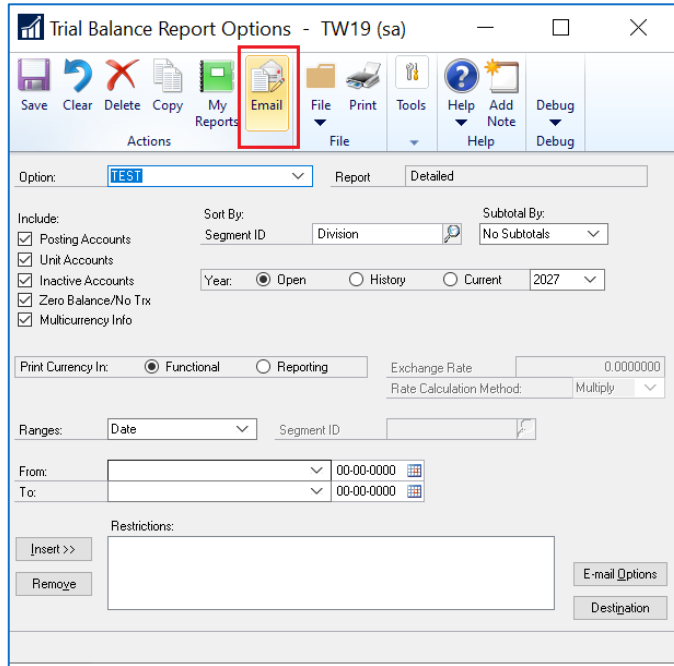 Trial Balance Report Options - TW19 (sa)
Save Clear Delete Copy My Reports Email File Print Tools Help Add Note Debug
Actions File Help Debug
Option: TEST Report Detailed
Include: Sort By: Subtotal By:
Posting Accounts Segment ID Division No Subtotals
Unit Accounts
Inactive Accounts Year: Open History Current 2027
Zero Balance/No Trx
Multicurrency Info
Print Currency In: Functional Reporting Exchange Rate 0.0000000
Rate Calculation Method: Multiply
Ranges: Date Segment ID
From: 00-00-0000
To: 00-00-0000
Restrictions:
Insert >>
Remove
E-mail Options
Destination